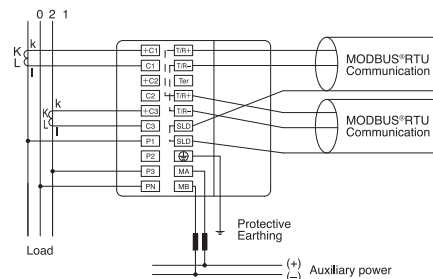 0 2 1
K k
L l
K k
L l
+C1 T/R+
C1 T/R–
+C2 Ter
C2 T/R+
+C3 T/R–
C3 SLD
P1 SLD
P2
P3 MA
PN MB
MODBUS®RTU
Communication
MODBUS®RTU
Communication
Protective
Earthing
Load
(+)
(–)
Auxiliary power